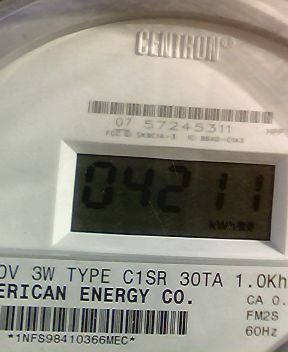 CENTRON®
07 57245311
04211
kWh
0V 3W TYPE C1SR 30TA 1.0Kh
ERICAN ENERGY CO.
CA 0.
FM2S
60Hz
*1NFS98410366MEC*